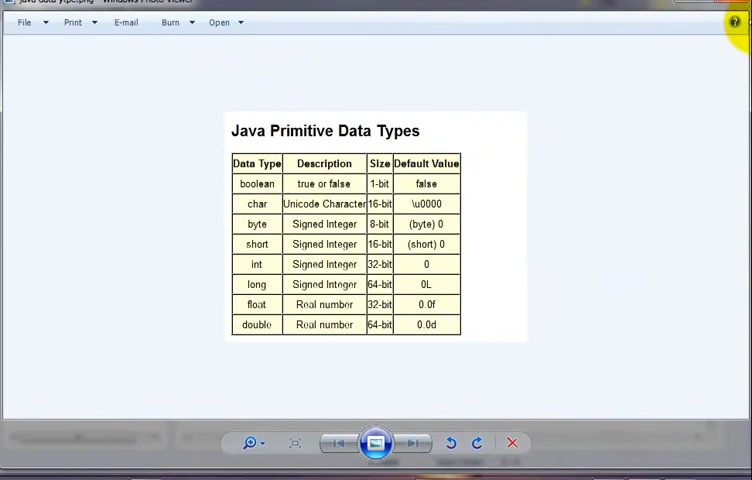 File Print E-mail Burn Open
Java Primitive Data Types
Data Type Description Size Default Value
boolean true or false 1-bit false
char Unicode Character 16-bit \u0000
byte Signed Integer 8-bit (byte) 0
short Signed Integer 16-bit (short) 0
int Signed Integer 32-bit 0
long Signed Integer 64-bit 0L
float Real number 32-bit 0.0f
double Real number 64-bit 0.0d